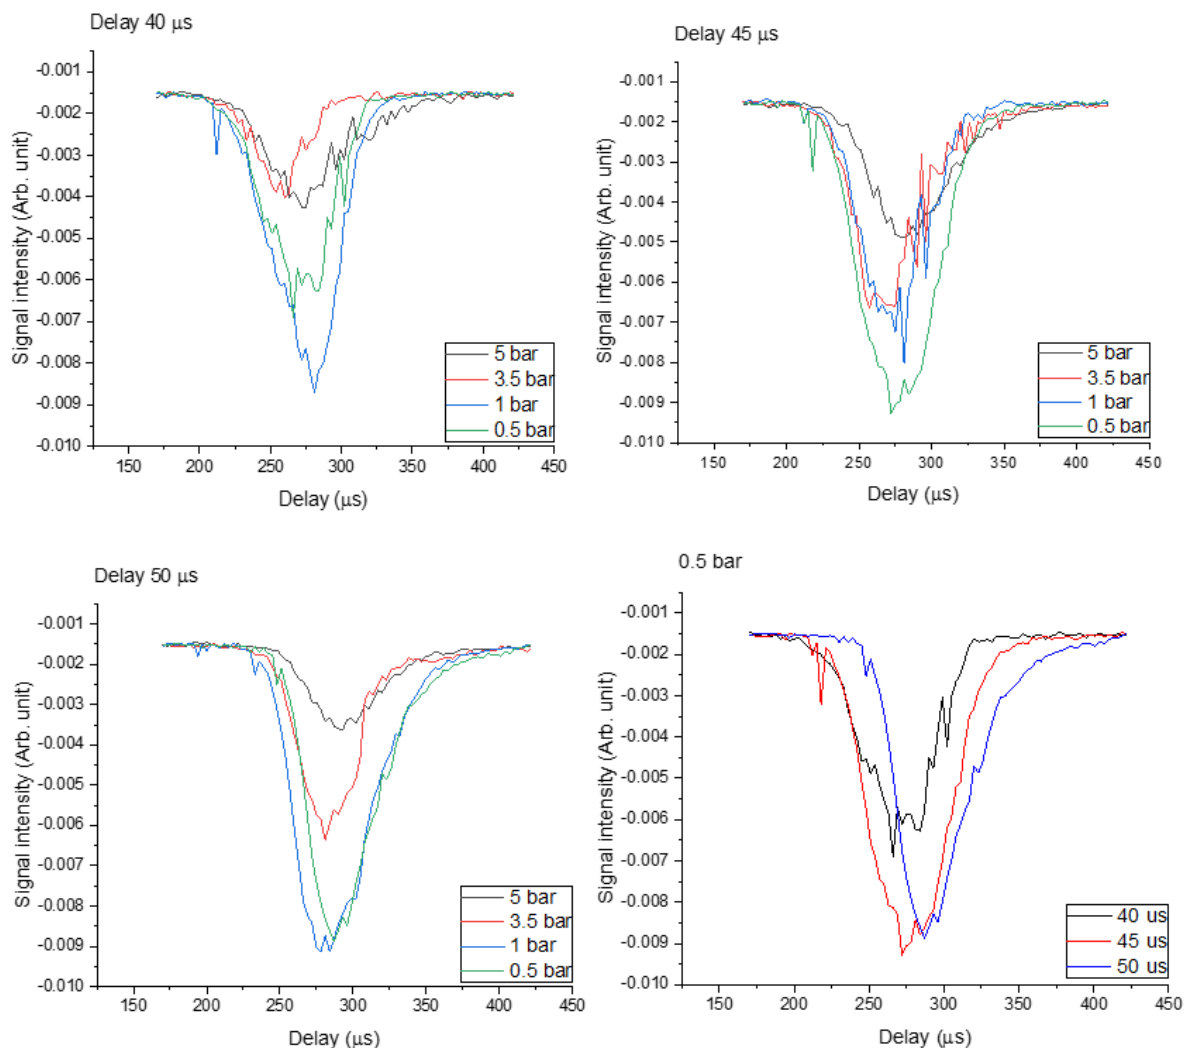 Delay 40 μs
-0.001
-0.002
-0.003
-0.004
-0.005
-0.006
-0.007
-0.008
-0.009
-0.010
Signal intensity (Arb. unit)
5 bar
3.5 bar
1 bar
0.5 bar
150 200 250 300 350 400 450
Delay (μs)
Delay 45 μs
-0.001
-0.002
-0.003
-0.004
-0.005
-0.006
-0.007
-0.008
-0.009
-0.010
Signal intensity (Arb. unit)
5 bar
3.5 bar
1 bar
0.5 bar
150 200 250 300 350 400 450
Delay (μs)
Delay 50 μs
-0.001
-0.002
-0.003
-0.004
-0.005
-0.006
-0.007
-0.008
-0.009
-0.010
Signal intensity (Arb. unit)
5 bar
3.5 bar
1 bar
0.5 bar
150 200 250 300 350 400 450
Delay (μs)
0.5 bar
-0.001
-0.002
-0.003
-0.004
-0.005
-0.006
-0.007
-0.008
-0.009
-0.010
Signal intensity (Arb. unit)
40 us
45 us
50 us
150 200 250 300 350 400 450
Delay (μs)